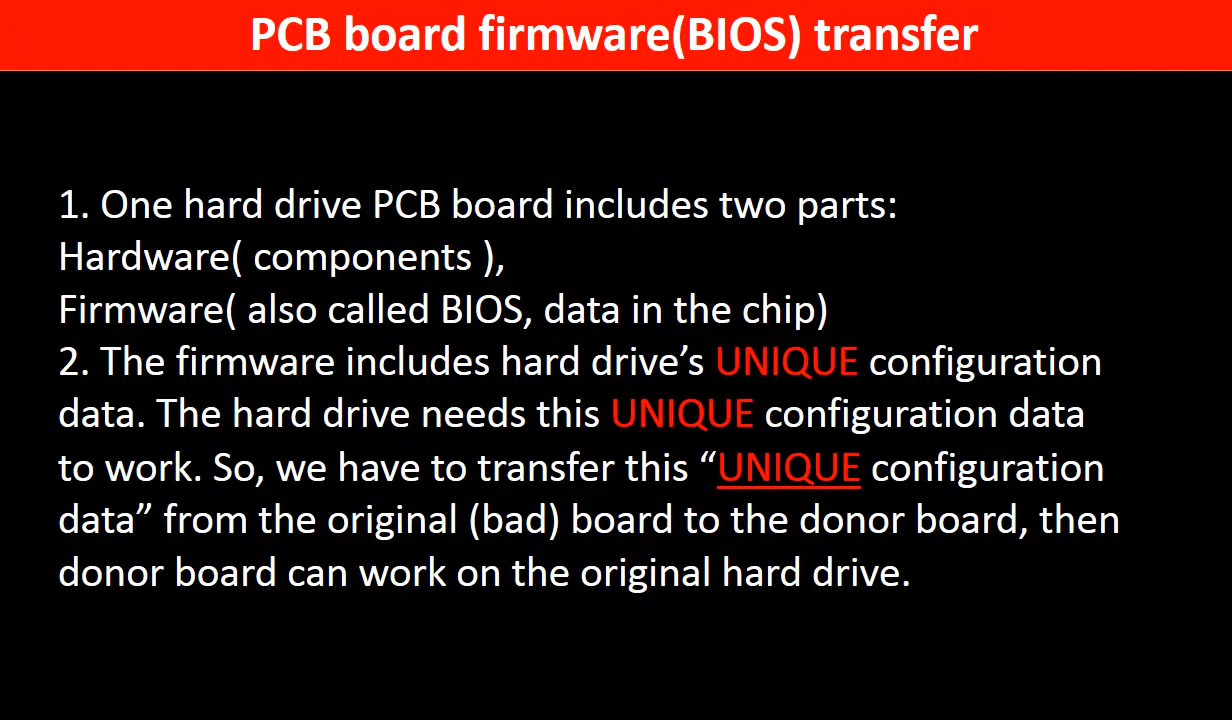 PCB board firmware(BIOS) transfer
1. One hard drive PCB board includes two parts:
Hardware( components ),
Firmware( also called BIOS, data in the chip)
2. The firmware includes hard drive’s UNIQUE configuration
data. The hard drive needs this UNIQUE configuration data
to work. So, we have to transfer this “UNIQUE configuration
data” from the original (bad) board to the donor board, then
donor board can work on the original hard drive.